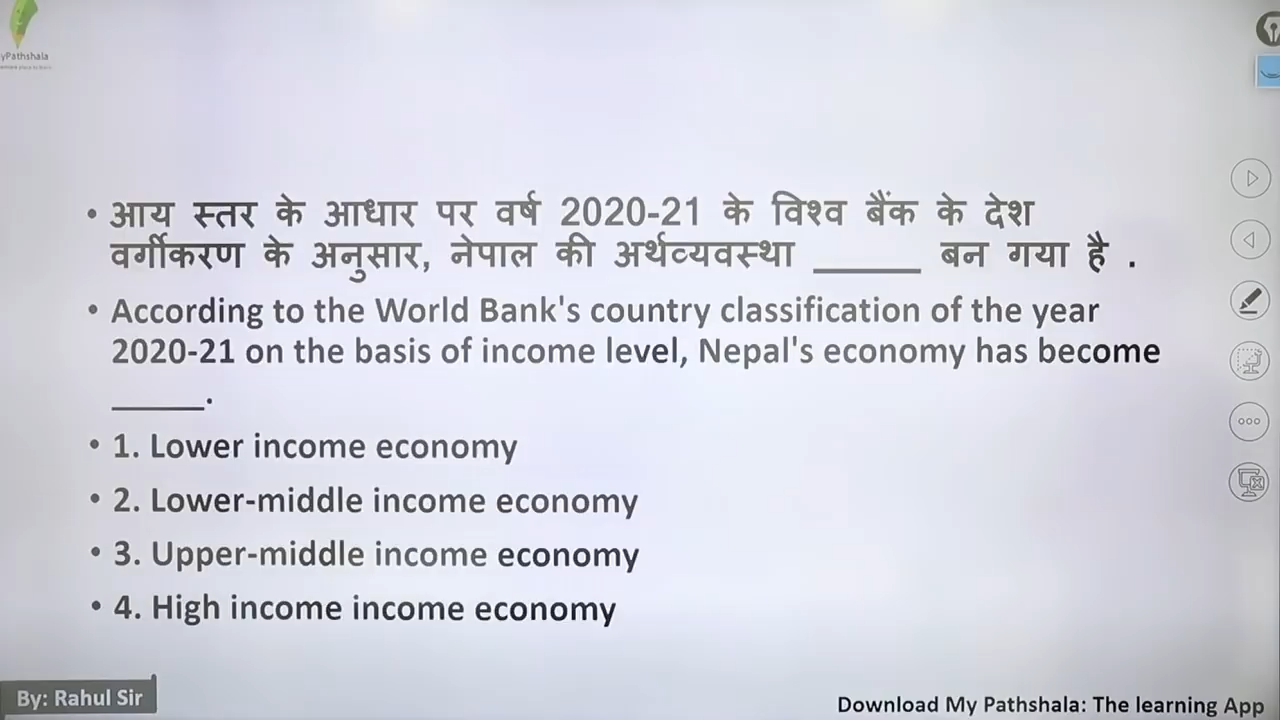 yPathshala
• आय स्तर के आधार पर वर्ष 2020-21 के विश्व बैंक के देश
वर्गीकरण के अनुसार, नेपाल की अर्थव्यवस्था ______ बन गया है .
• According to the World Bank's country classification of the year
2020-21 on the basis of income level, Nepal's economy has become
______.
• 1. Lower income economy
• 2. Lower-middle income economy
• 3. Upper-middle income economy
• 4. High income income economy
By: Rahul Sir
Download My Pathshala: The learning App